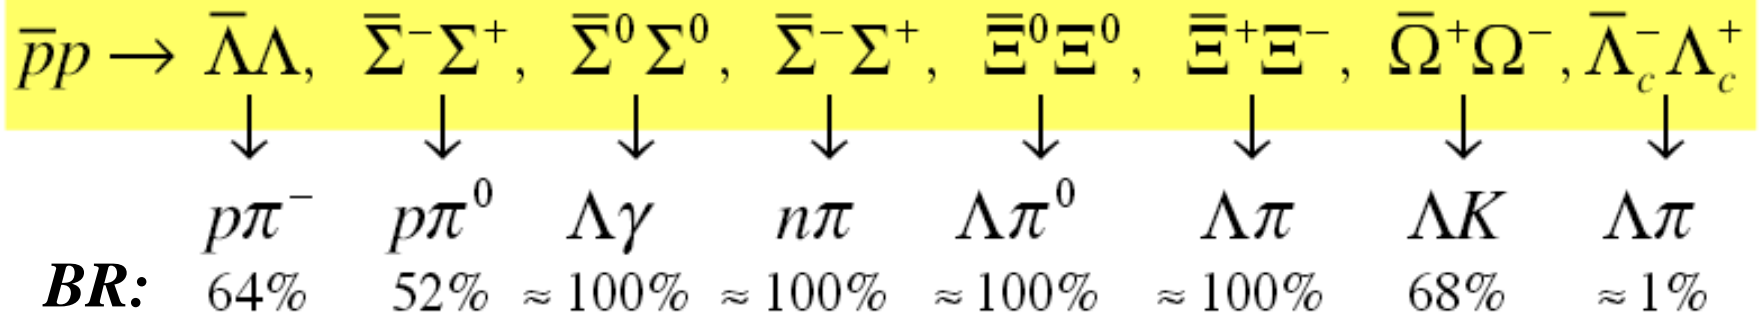 p̅p → Λ̅Λ, Σ̅⁻Σ⁺, Σ̅⁰Σ⁰, Σ̅⁻Σ⁺, Ξ̅⁰Ξ⁰, Ξ̅⁺Ξ⁻, Ω̅⁺Ω⁻, Λ̅c⁻Λc⁺
↓ ↓ ↓ ↓ ↓ ↓ ↓ ↓
pπ⁻ pπ⁰ Λγ nπ Λπ⁰ Λπ ΛK Λπ
BR: 64% 52% ≈100% ≈100% ≈100% ≈100% 68% ≈1%